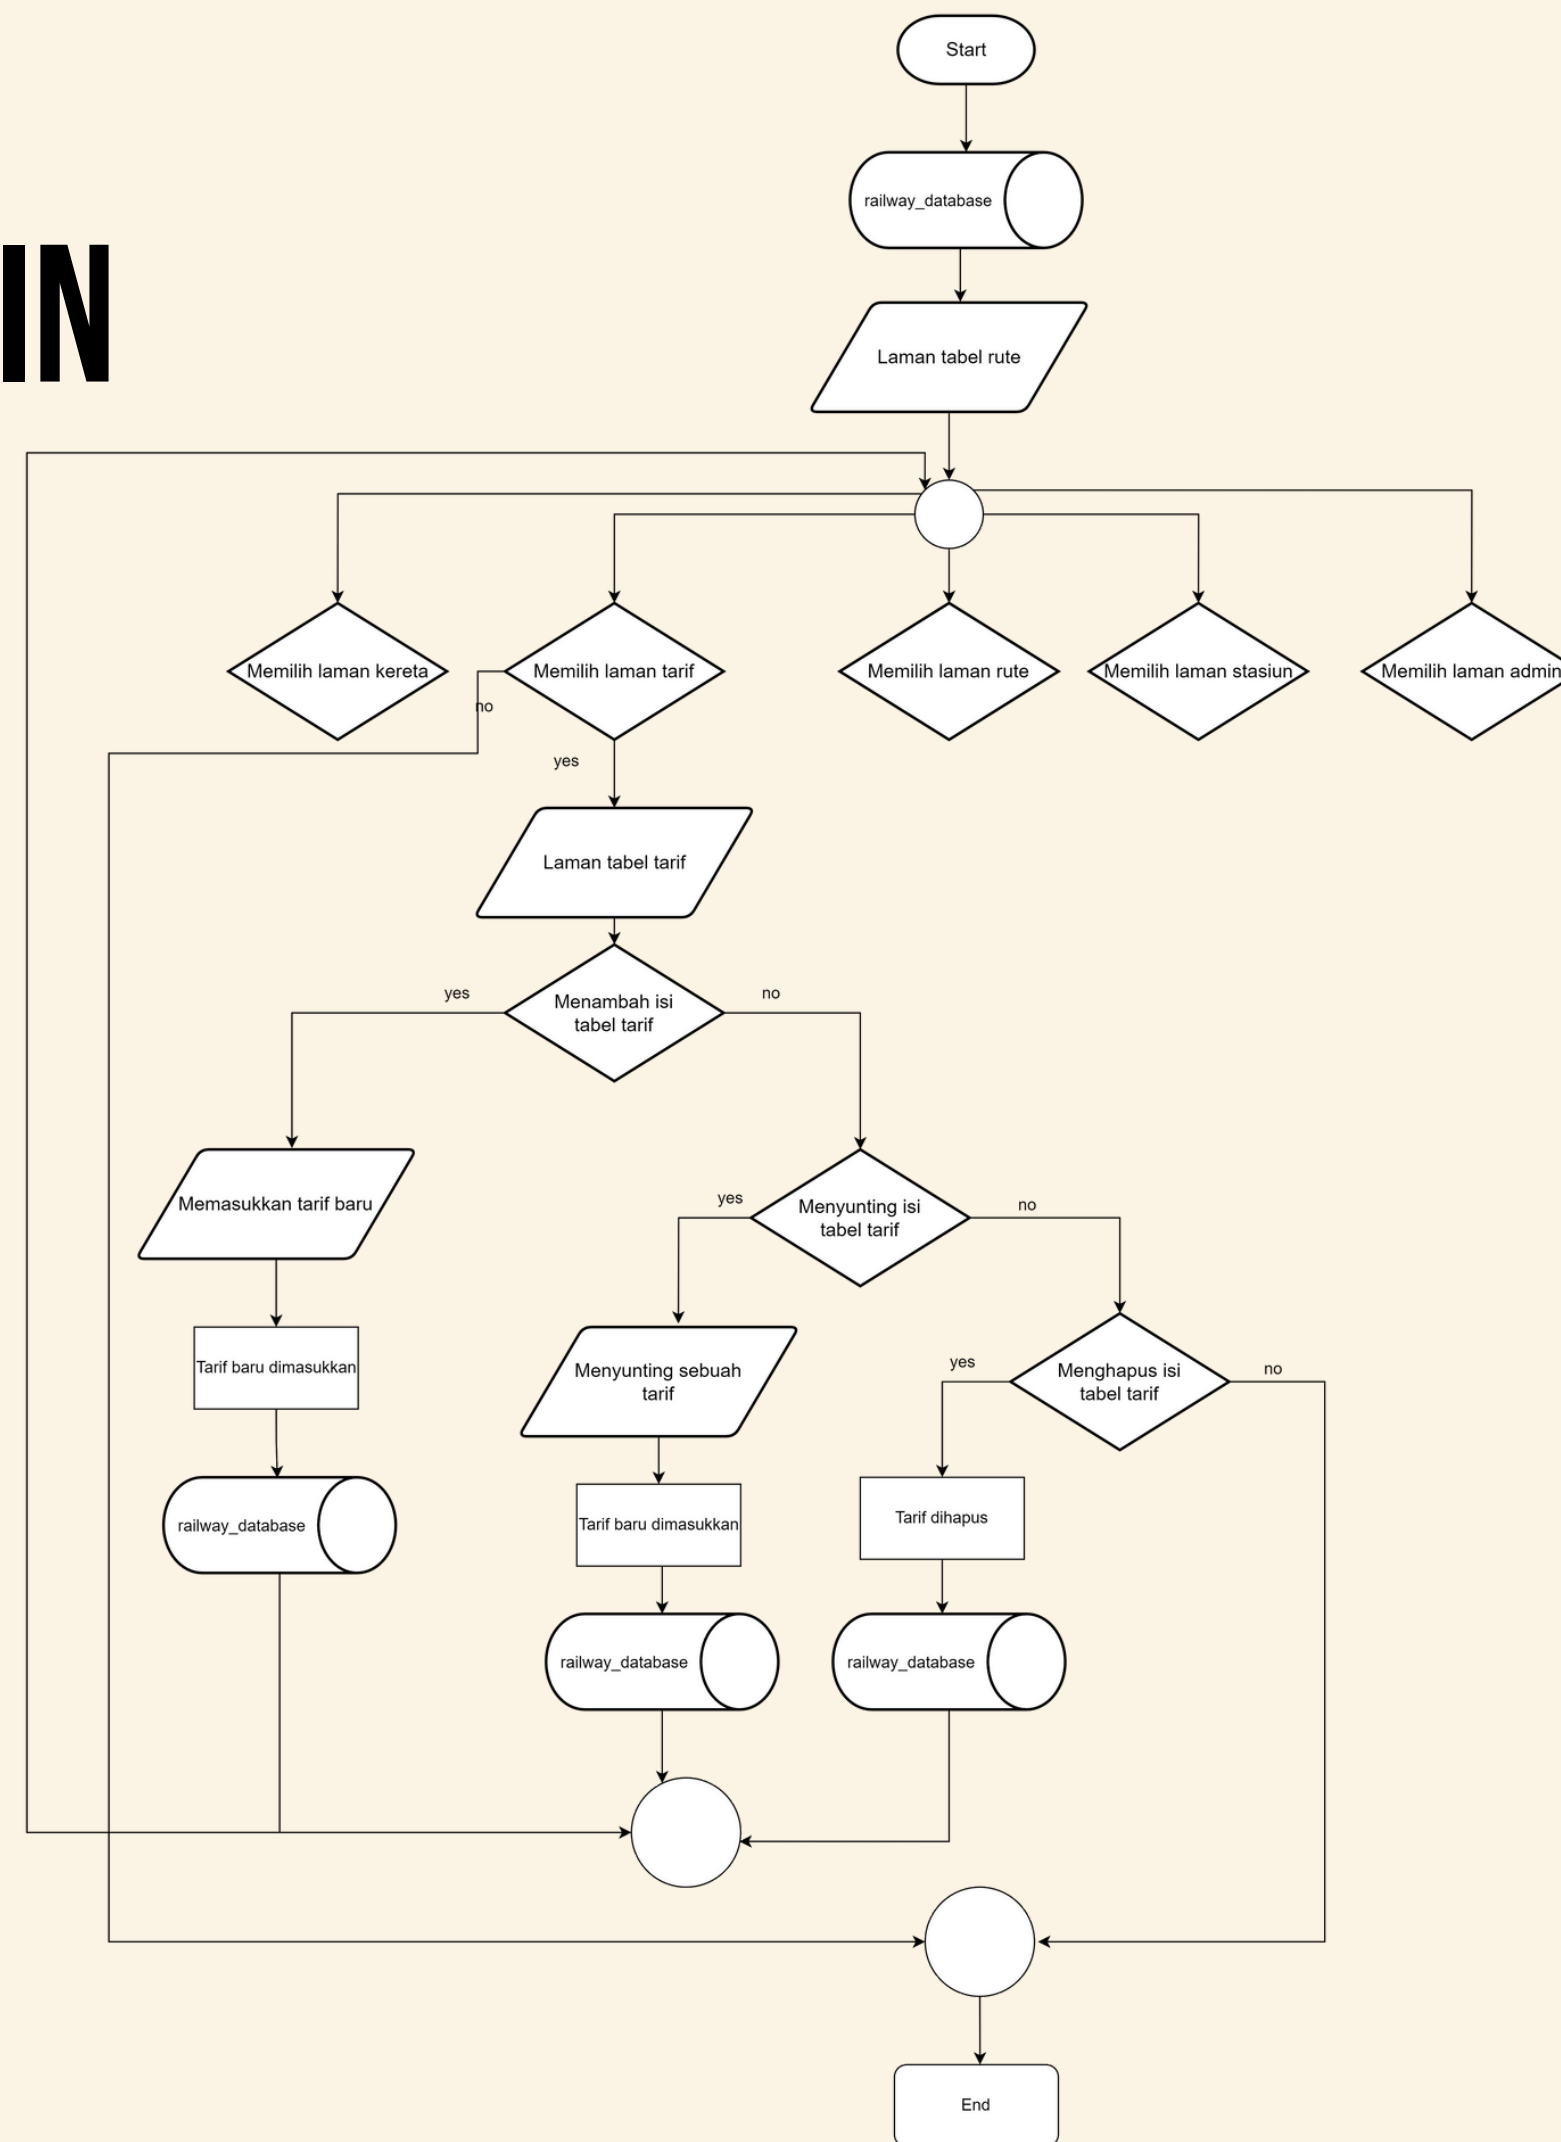 Start
railway_database
IN
Laman tabel rute
Memilih laman kereta
Memilih laman tarif
Memilih laman rute
Memilih laman stasiun
Memilih laman admin
no
yes
Laman tabel tarif
yes
Menambah isi
tabel tarif
no
Memasukkan tarif baru
yes
Menyunting isi
tabel tarif
no
Tarif baru dimasukkan
Menyunting sebuah
tarif
yes
Menghapus isi
tabel tarif
no
railway_database
Tarif baru dimasukkan
Tarif dihapus
railway_database
railway_database
End